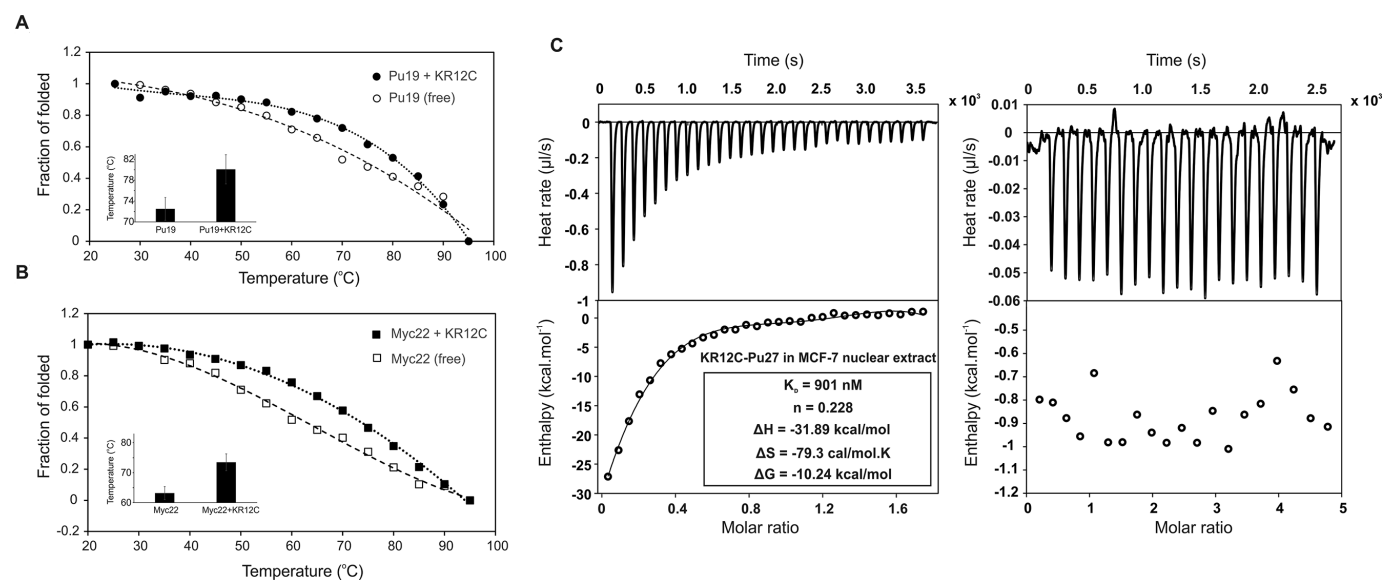 A
Fraction of folded
1.2
1
0.8
0.6
0.4
0.2
0
Pu19 + KR12C
Pu19 (free)
Temperature (°C)
82
78
74
70
Pu19
Pu19+KR12C
20
30
40
50
60
70
80
90
100
Temperature (°C)
B
Fraction of folded
1.2
1.0
0.8
0.6
0.4
0.2
0
-0.2
Myc22 + KR12C
Myc22 (free)
Temperature (°C)
80
70
60
Myc22
Myc22+KR12C
20
30
40
50
60
70
80
90
100
Temperature (°C)
C
Time (s)
0
0.5
1.0
1.5
2.0
2.5
3.0
3.5
x 10³
Heat rate (µl/s)
0
-0.2
-0.4
-0.6
-0.8
-1
Enthalpy (kcal.mol⁻¹)
0
-5
-10
-15
-20
-25
-30
KR12C-Pu27 in MCF-7 nuclear extract
K_D = 901 nM
n = 0.228
ΔH = -31.89 kcal/mol
ΔS = -79.3 cal/mol.K
ΔG = -10.24 kcal/mol
0
0.4
0.8
1.2
1.6
Molar ratio
Time (s)
0
0.5
1.0
1.5
2.0
2.5
x 10³
Heat rate (µl/s)
0.01
0
-0.01
-0.02
-0.03
-0.04
-0.05
-0.06
Enthalpy (kcal.mol⁻¹)
-0.5
-0.6
-0.7
-0.8
-0.9
-1
-1.1
-1.2
0
1
2
3
4
5
Molar ratio